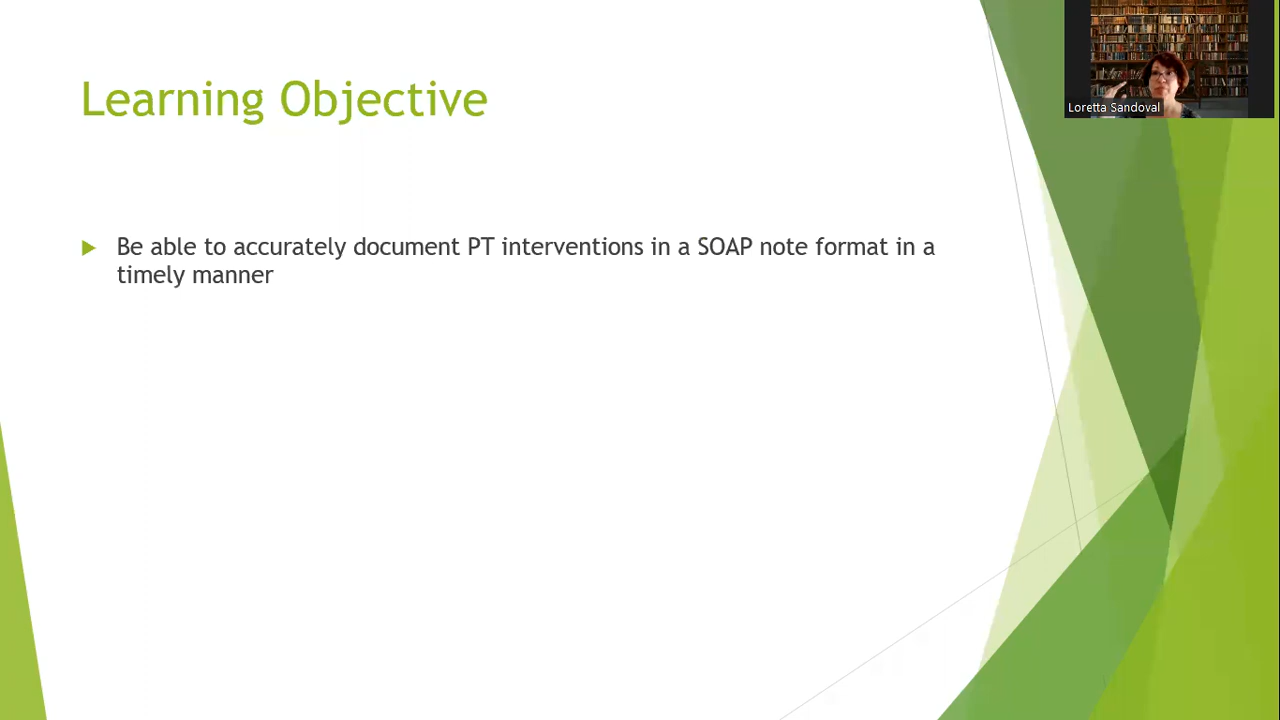 Learning Objective
Be able to accurately document PT interventions in a SOAP note format in a
timely manner
Loretta Sandoval